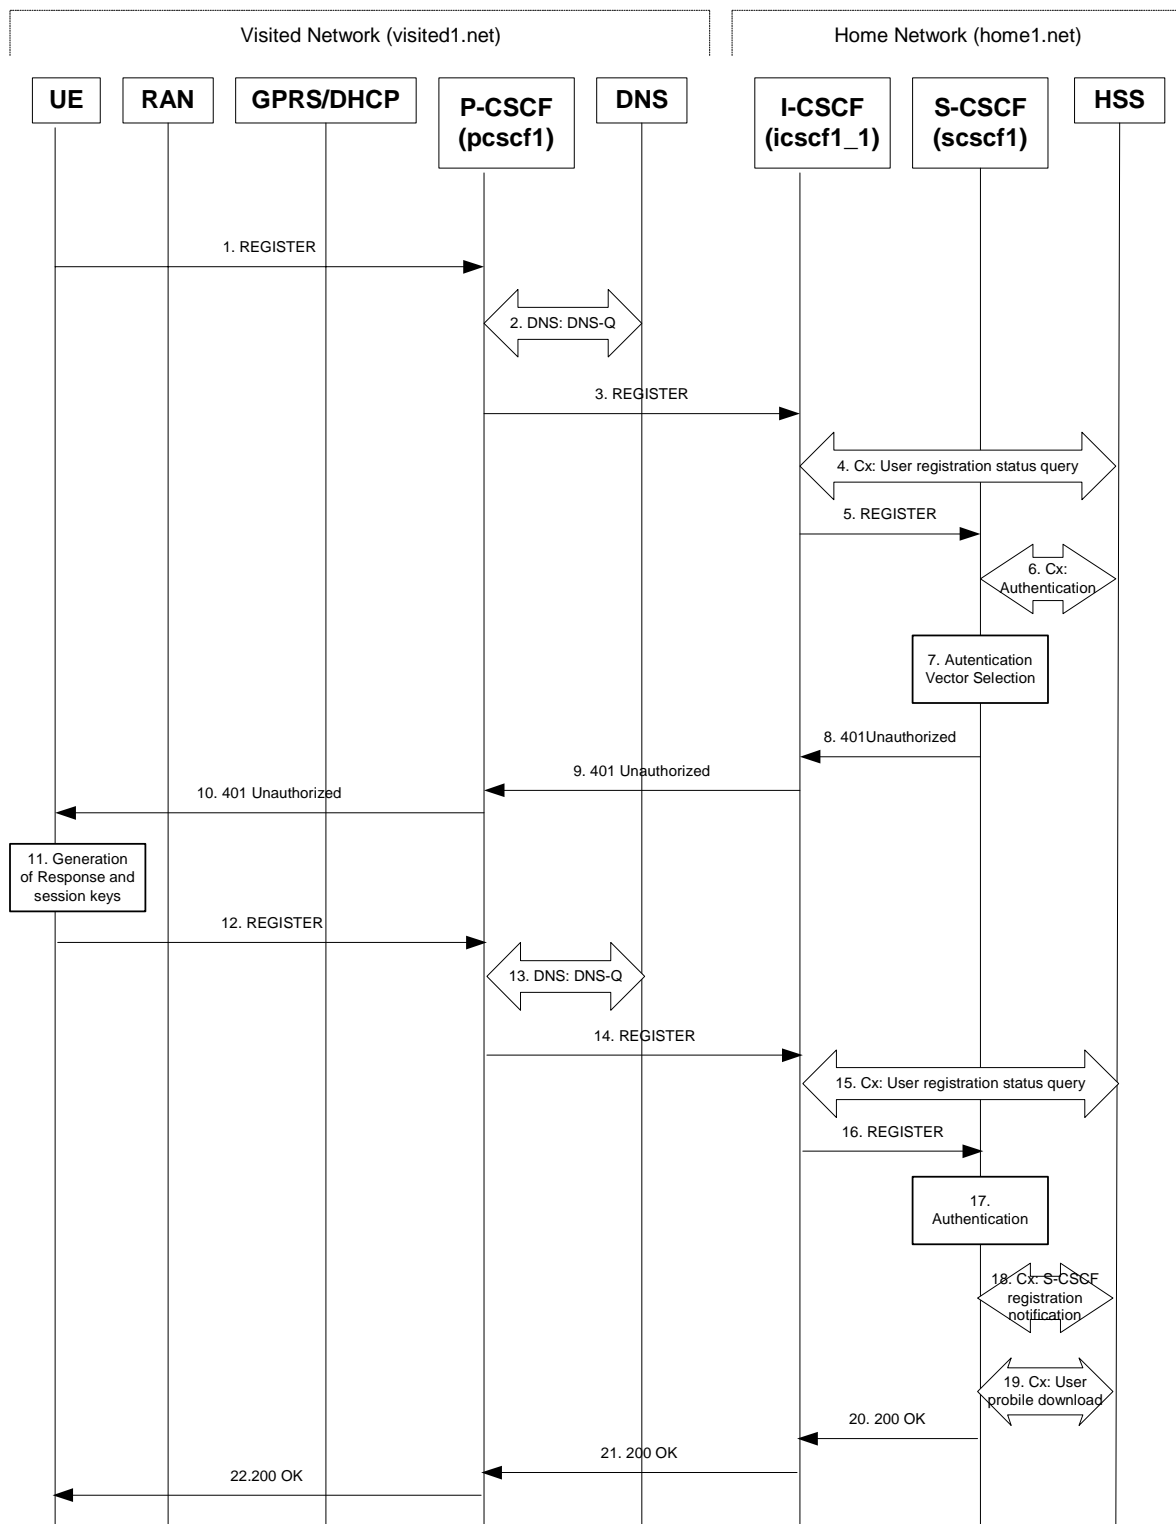 Visited Network (visited1.net)
Home Network (home1.net)
UE
RAN
GPRS/DHCP
P-CSCF
(pcscf1)
DNS
I-CSCF
(icscf1_1)
S-CSCF
(scscf1)
HSS
1. REGISTER
2. DNS: DNS-Q
3. REGISTER
4. Cx: User registration status query
5. REGISTER
6. Cx:
Authentication
7. Autentication
Vector Selection
8. 401Unauthorized
9. 401 Unauthorized
10. 401 Unauthorized
11. Generation
of Response and
session keys
12. REGISTER
13. DNS: DNS-Q
14. REGISTER
15. Cx: User registration status query
16. REGISTER
17.
Authentication
18. Cx: S-CSCF
registration
notification
19. Cx: User
probile download
20. 200 OK
21. 200 OK
22.200 OK